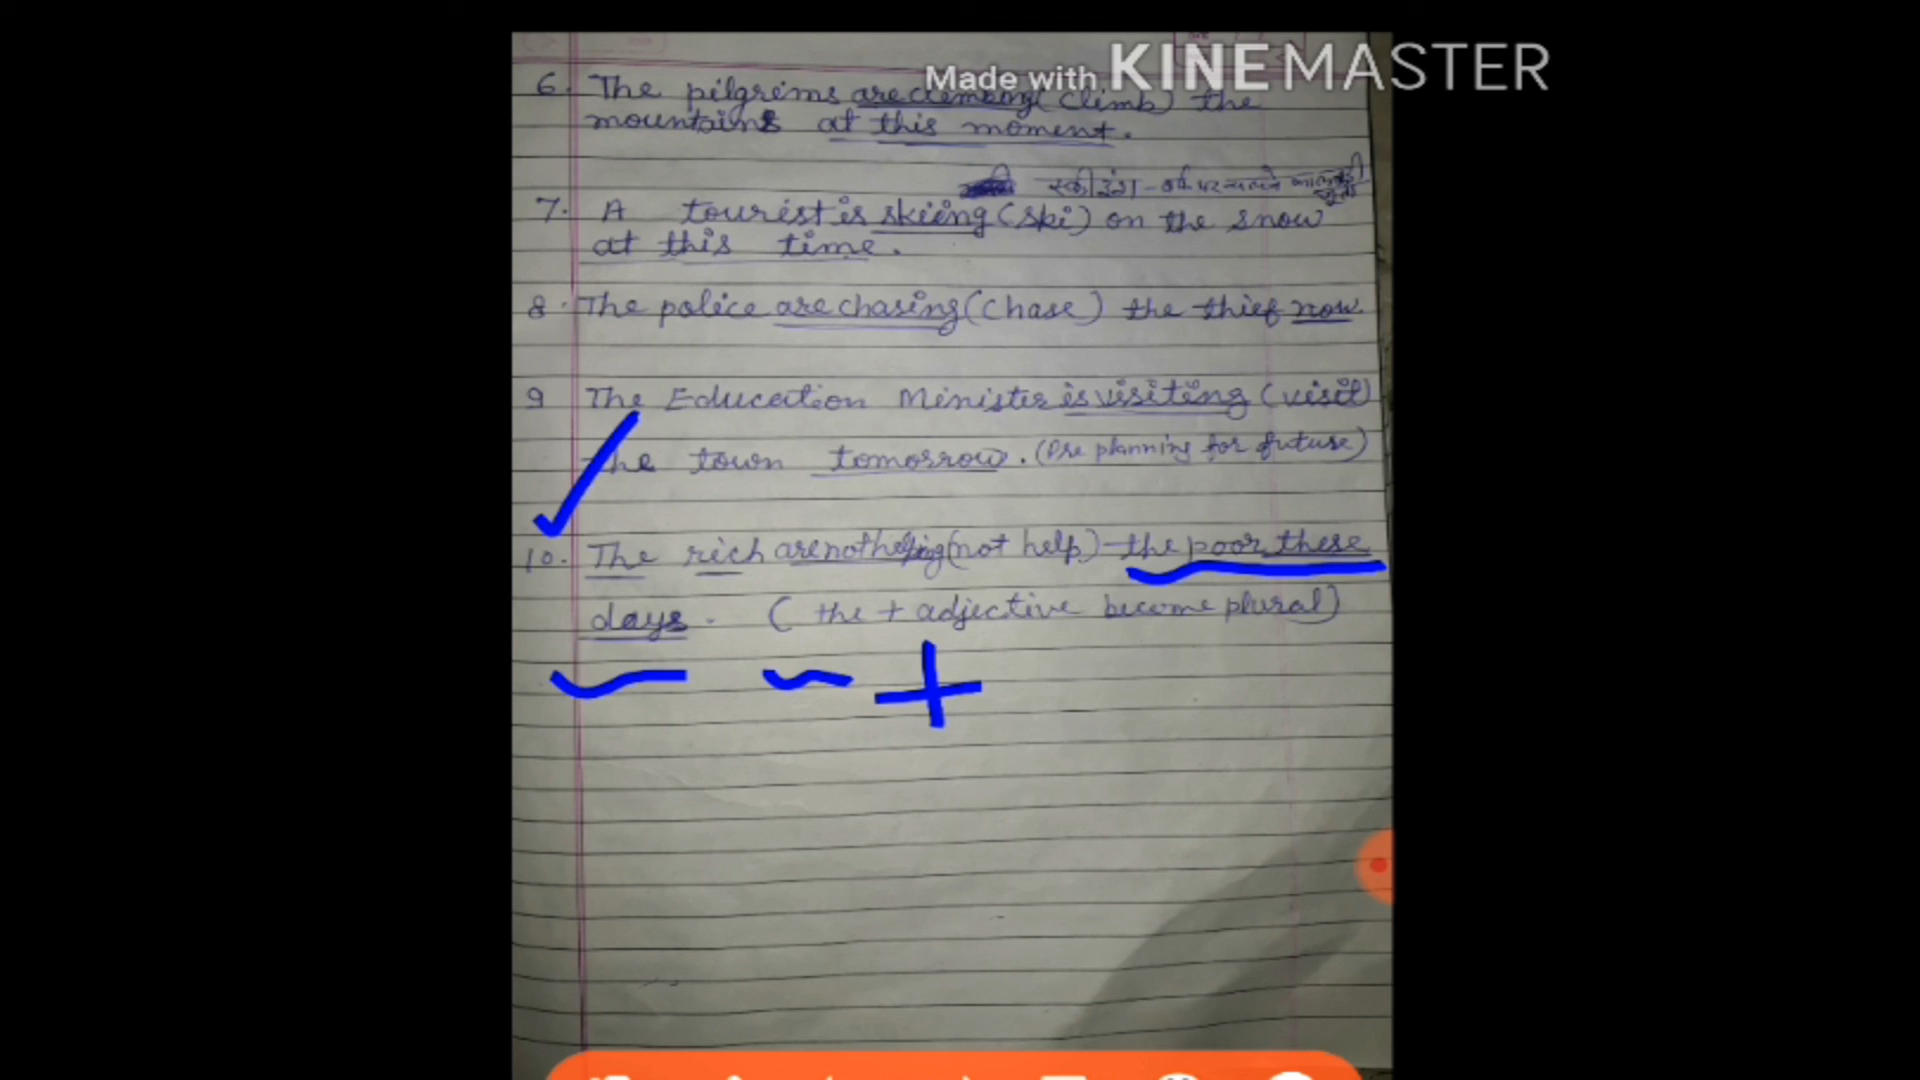 Made with KINEMASTER
6. The pilgrims are climbing (climb) the
mountains at this moment.
स्कीइंग - बर्फ पर चलने
7. A tourist is skiing (ski) on the snow
at this time.
8. The police are chasing (chase) the thief now.
9 The Education Minister is visiting (visit)
the town tomorrow. (Pre planning for future)
10. The rich are not helping (not help) the poor these
days. ( the + adjective become plural)